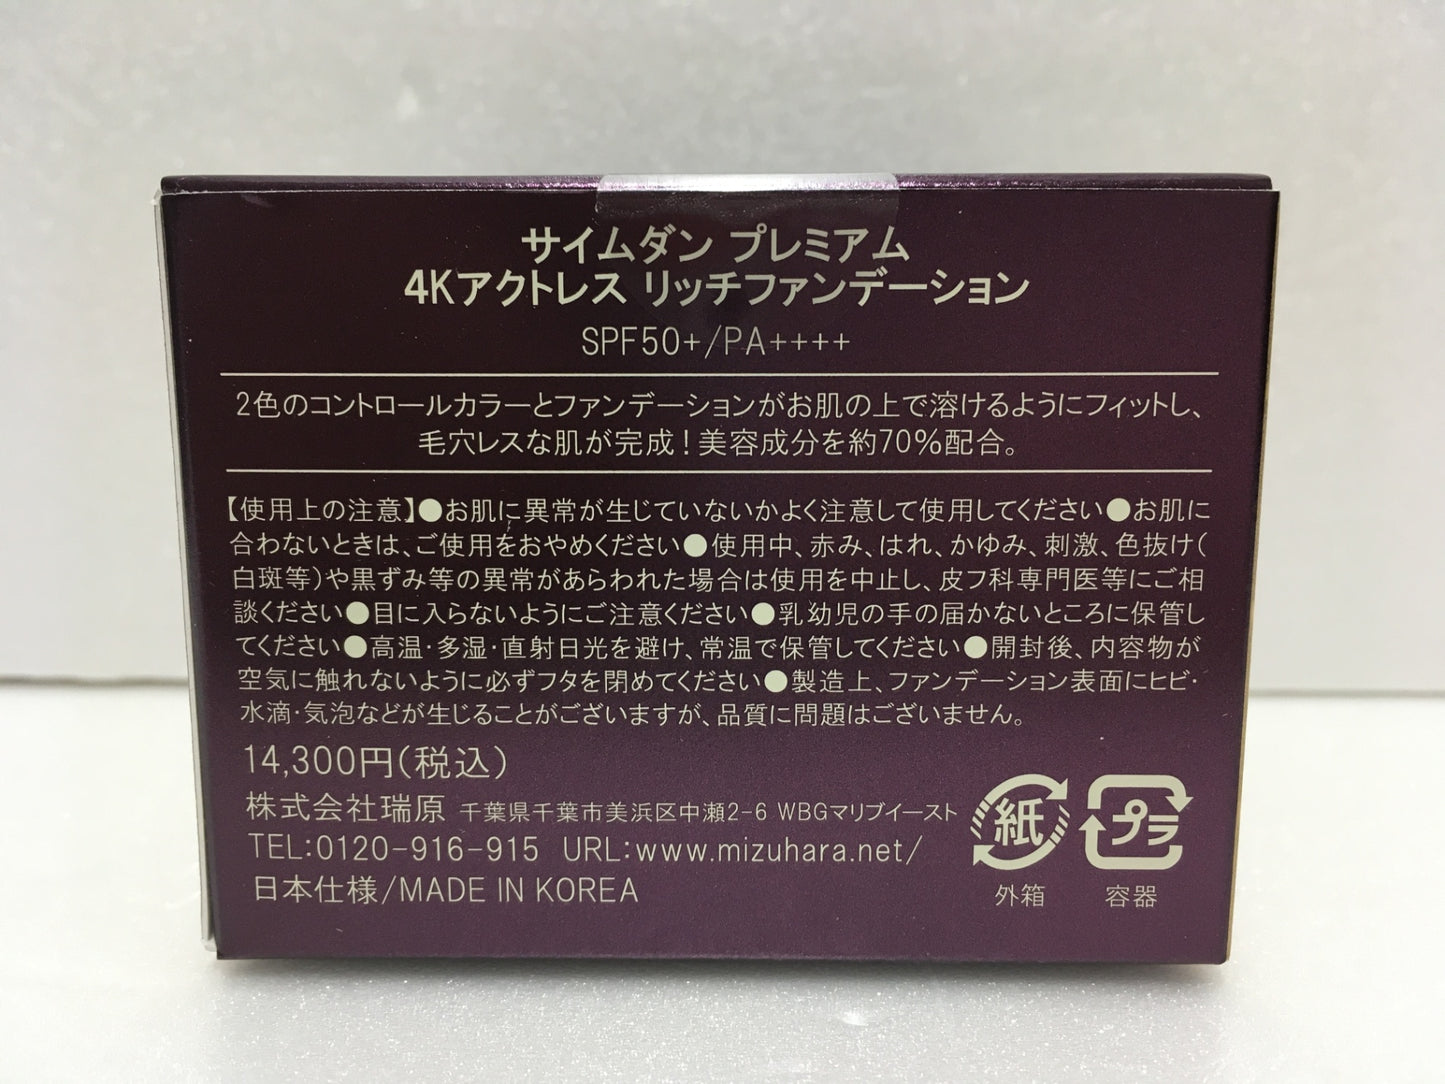 サイムダン プレミアム
4Kアクトレス リッチファンデーション
SPF50+/PA++++
2色のコントロールカラーとファンデーションがお肌の上で溶けるようにフィットし、
毛穴レスな肌が完成！美容成分を約70%配合。
【使用上の注意】●お肌に異常が生じていないかよく注意して使用してください●お肌に
合わないときは、ご使用をおやめください●使用中、赤み、はれ、かゆみ、刺激、色抜け（
白斑等）や黒ずみ等の異常があらわれた場合は使用を中止し、皮フ科専門医等にご相
談ください●目に入らないようにご注意ください●乳幼児の手の届かないところに保管し
てください●高温・多湿・直射日光を避け、常温で保管してください●開封後、内容物が
空気に触れないように必ずフタを閉めてください●製造上、ファンデーション表面にヒビ・
水滴・気泡などが生じることがございますが、品質に問題はございません。
14,300円（税込）
株式会社瑞原 千葉県千葉市美浜区中瀬2-6 WBGマリブイースト
TEL:0120-916-915 URL:www.mizuhara.net/
日本仕様/MADE IN KOREA
紙
外箱
プラ
容器